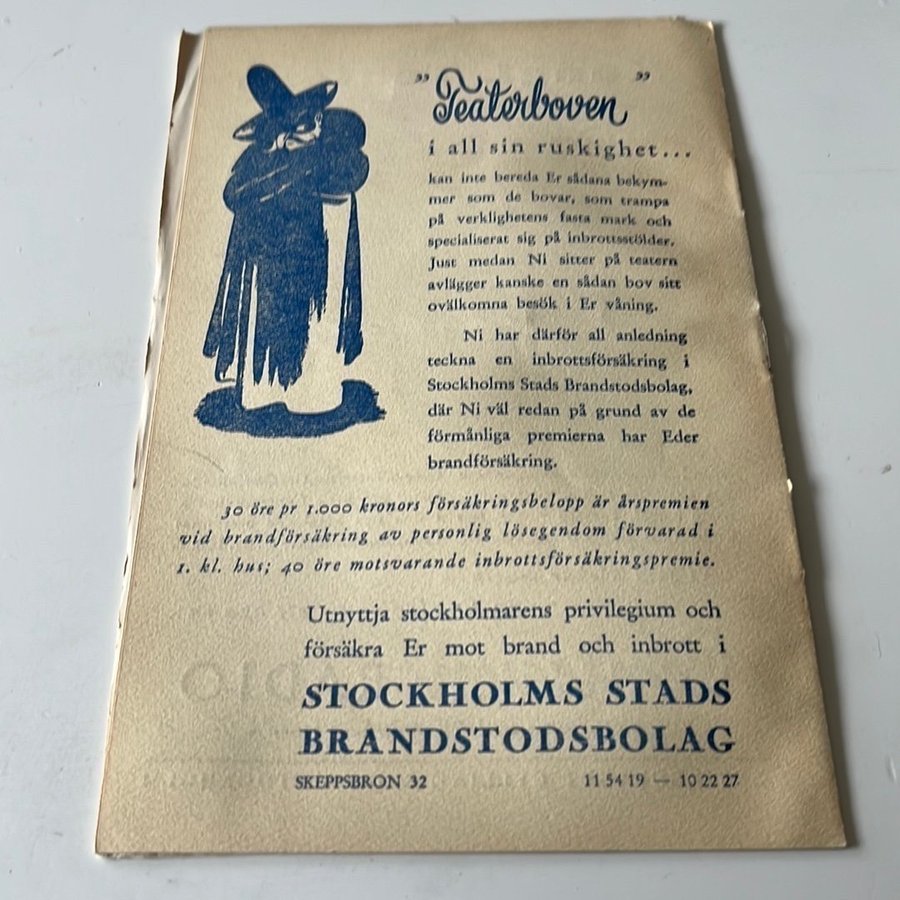 "Teaterboven"
i all sin ruskighet...
kan inte bereda Er sådana bekym-
mer som de bovar, som trampa
på verklighetens fasta mark och
specialiserat sig på inbrottsstölder.
Just medan Ni sitter på teatern
avlägger kanske en sådan bov sitt
ovälkomna besök i Er våning.
Ni har därför all anledning
teckna en inbrottsförsäkring i
Stockholms Stads Brandstodsbolag,
där Ni väl redan på grund av de
förmånliga premierna har Eder
brandförsäkring.
30 öre pr 1.000 kronors försäkringsbelopp är årspremien
vid brandförsäkring av personlig lösegendom förvarad i
1. kl. hus; 40 öre motsvarande inbrottsförsäkringspremie.
Utnyttja stockholmarens privilegium och
försäkra Er mot brand och inbrott i
STOCKHOLMS STADS
BRANDSTODSBOLAG
SKEPPSBRON 32 11 54 19 — 10 22 27